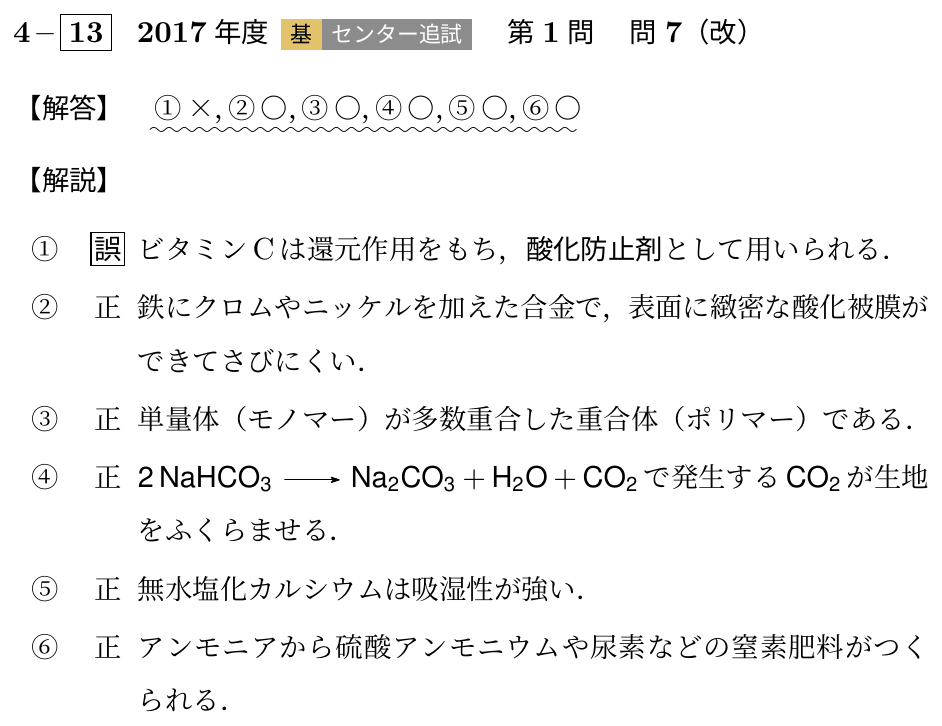 4－13 2017 年度 基 センター追試 第 1 問 問 7（改）
【解答】 ① ×, ② ○, ③ ○, ④ ○, ⑤ ○, ⑥ ○
【解説】
① 誤 ビタミン C は還元作用をもち，酸化防止剤として用いられる．
② 正 鉄にクロムやニッケルを加えた合金で，表面に緻密な酸化被膜が
できてさびにくい．
③ 正 単量体（モノマー）が多数重合した重合体（ポリマー）である．
④ 正 2 NaHCO₃ ⟶ Na₂CO₃ + H₂O + CO₂ で発生する CO₂ が生地
をふくらませる．
⑤ 正 無水塩化カルシウムは吸湿性が強い．
⑥ 正 アンモニアから硫酸アンモニウムや尿素などの窒素肥料がつく
られる．